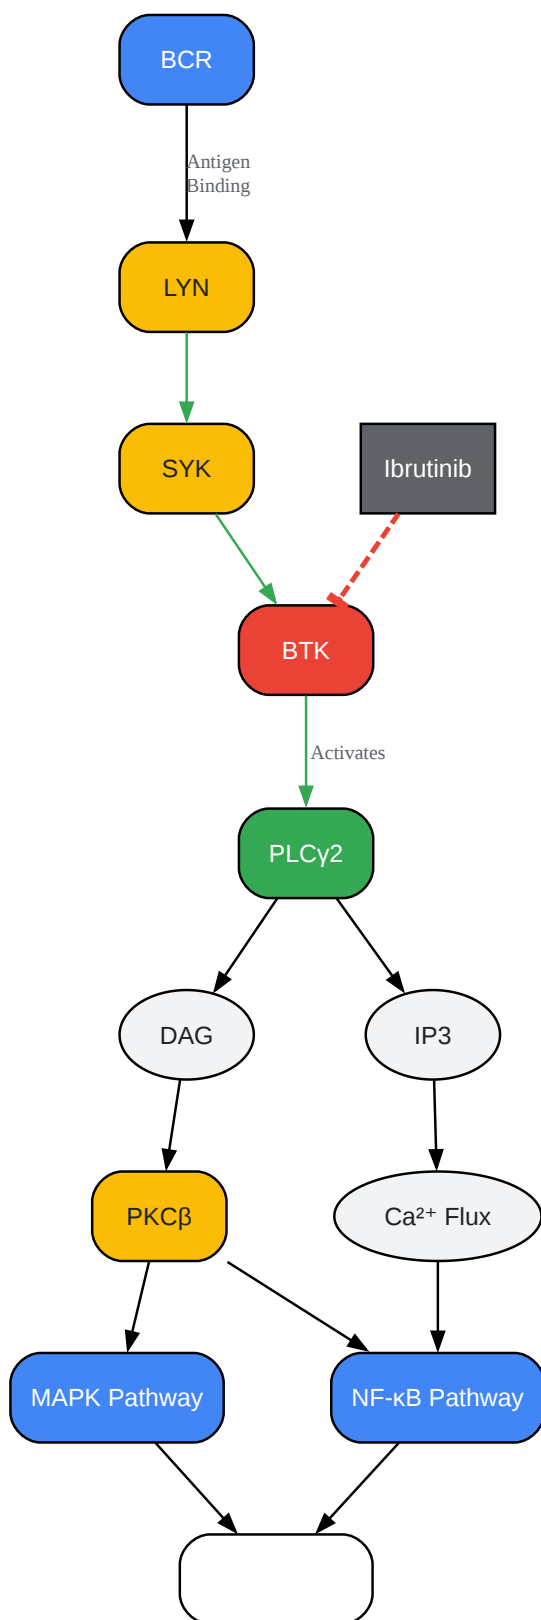 BCR
Antigen
Binding
LYN
SYK
Ibrutinib
BTK
Activates
PLCγ2
DAG
IP3
PKCβ
Ca²⁺ Flux
MAPK Pathway
NF-κB Pathway